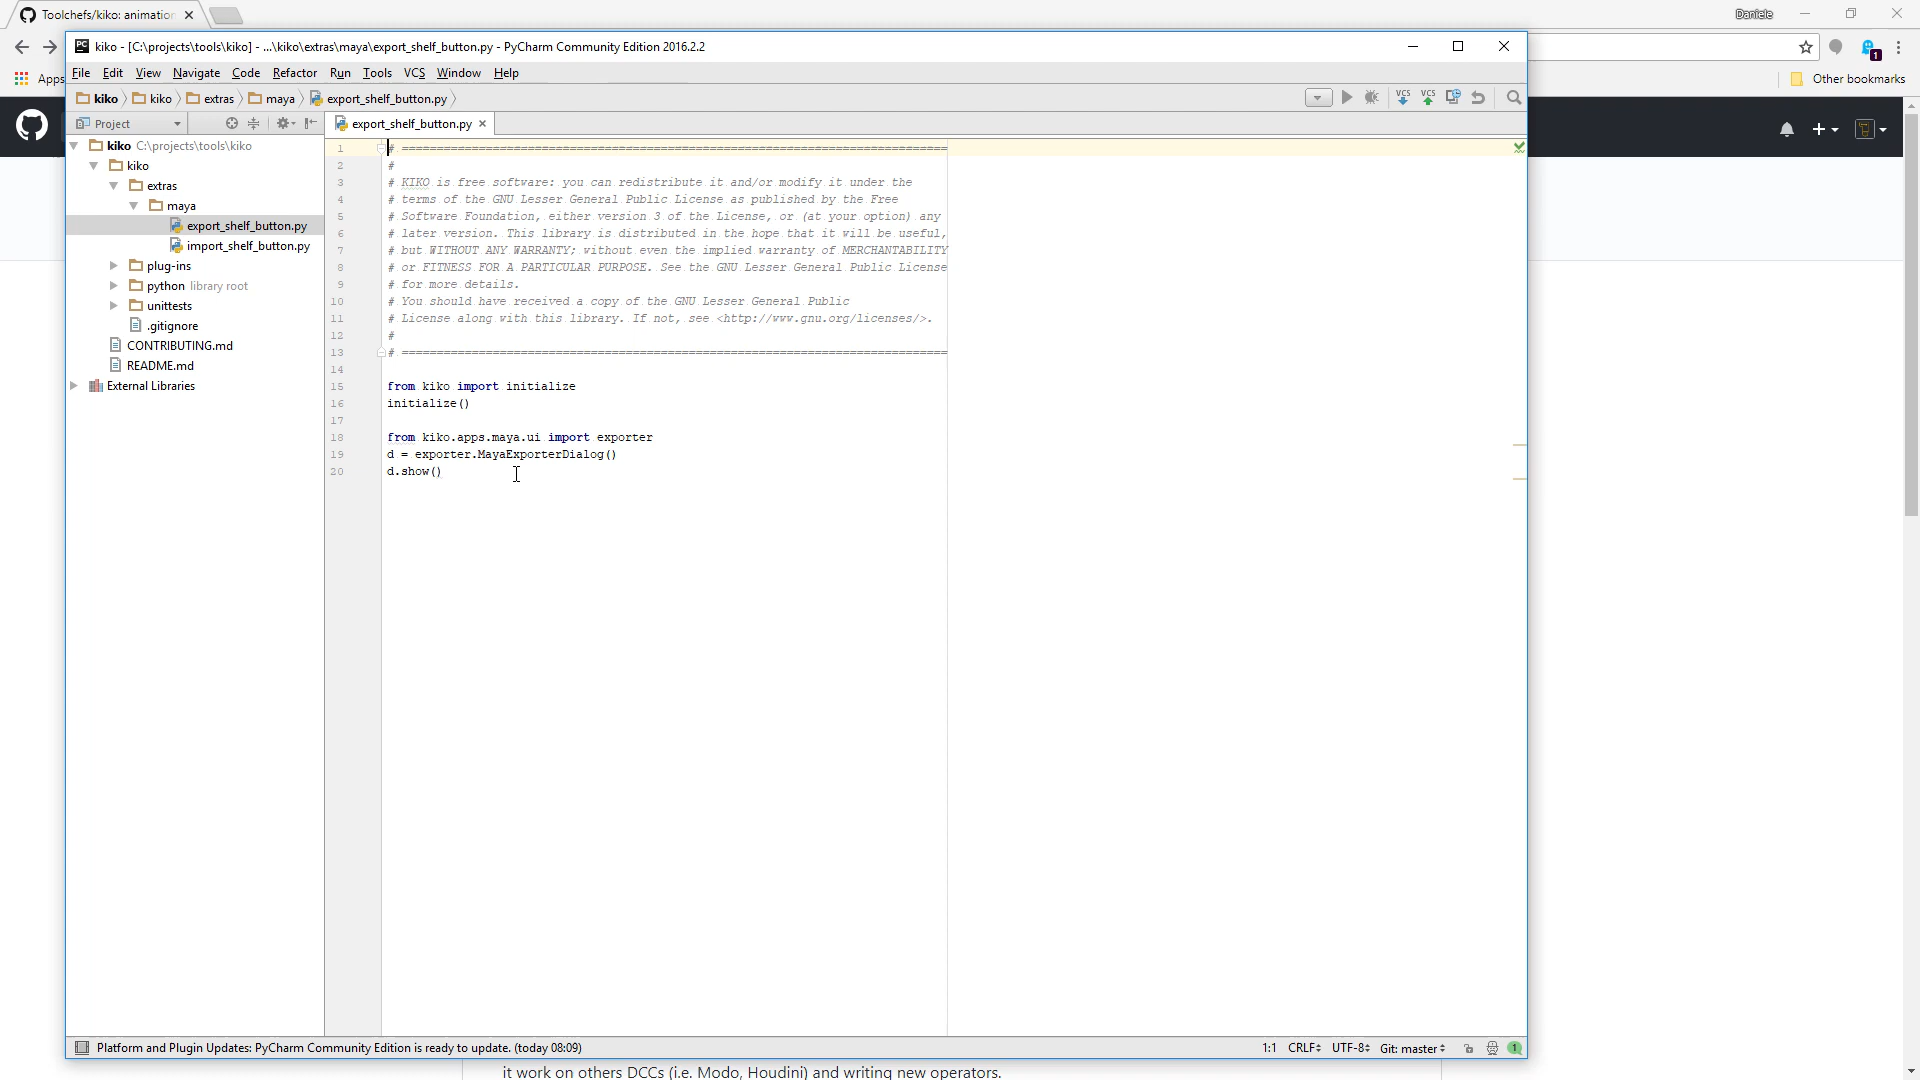 Toolchefs/kiko: animation
Daniele
Apps
Other bookmarks
kiko - [C:\projects\tools\kiko] - ...\kiko\extras\maya\export_shelf_button.py - PyCharm Community Edition 2016.2.2
File Edit View Navigate Code Refactor Run Tools VCS Window Help
kiko kiko extras maya export_shelf_button.py
VCS VCS
Project
export_shelf_button.py
kiko C:\projects\tools\kiko
kiko
extras
maya
export_shelf_button.py
import_shelf_button.py
plug-ins
python library root
unittests
.gitignore
CONTRIBUTING.md
README.md
External Libraries
1 # ==============================================================================
2 #
3 # KIKO is free software: you can redistribute it and/or modify it under the
4 # terms of the GNU Lesser General Public License as published by the Free
5 # Software Foundation, either version 3 of the License, or (at your option) any
6 # later version. This library is distributed in the hope that it will be useful,
7 # but WITHOUT ANY WARRANTY; without even the implied warranty of MERCHANTABILITY
8 # or FITNESS FOR A PARTICULAR PURPOSE. See the GNU Lesser General Public License
9 # for more details.
10 # You should have received a copy of the GNU Lesser General Public
11 # License along with this library. If not, see <http://www.gnu.org/licenses/>.
12 #
13 # ==============================================================================
14
15 from kiko import initialize
16 initialize()
17
18 from kiko.apps.maya.ui import exporter
19 d = exporter.MayaExporterDialog()
20 d.show()
Platform and Plugin Updates: PyCharm Community Edition is ready to update. (today 08:09)
1:1 CRLF UTF-8 Git: master 1
it work on others DCCs (i.e. Modo, Houdini) and writing new operators.